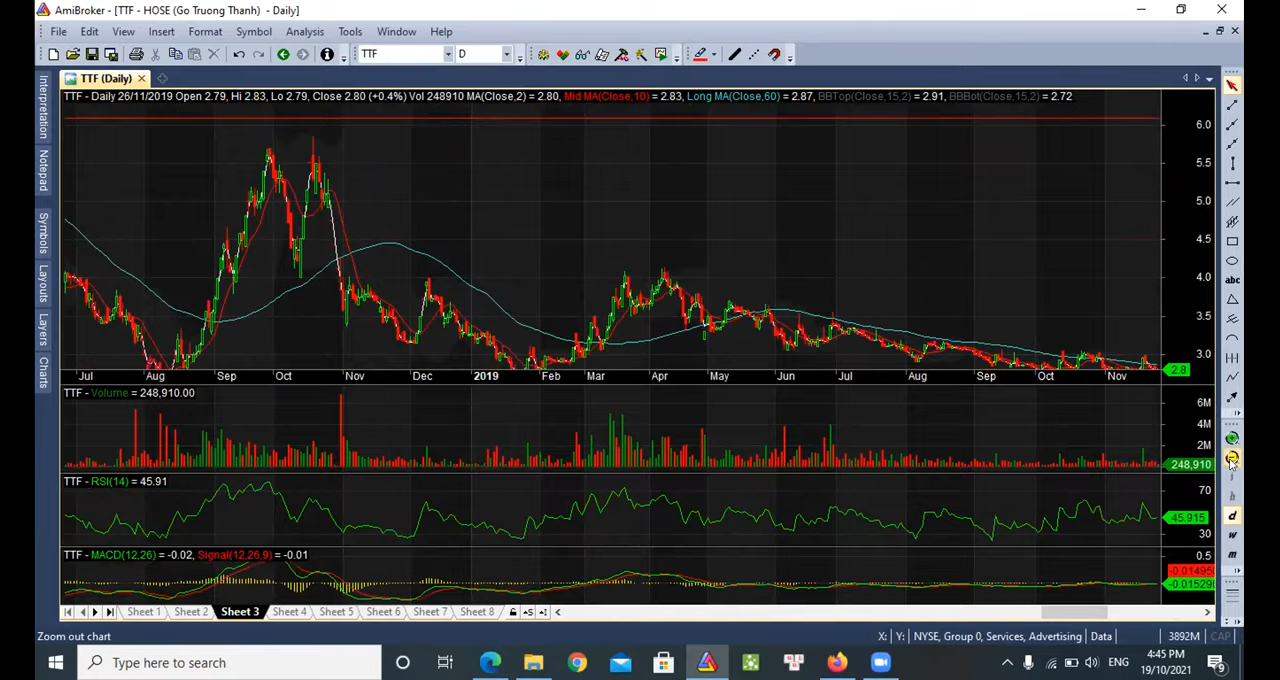 AmiBroker - [TTF - HOSE (Go Truong Thanh) - Daily]
File Edit View Insert Format Symbol Analysis Tools Window Help
TTF D
TTF (Daily)
TTF - Daily 26/11/2019 Open 2.79, Hi 2.83, Lo 2.79, Close 2.80 (+0.4%) Vol 248910 MA(Close,2) = 2.80, Mid MA(Close,10) = 2.83, Long MA(Close,60) = 2.87, BBTop(Close,15,2) = 2.91, BBBot(Close,15,2) = 2.72
Interpretation
Notepad
Symbols
Layouts
Layers
Charts
6.0
5.5
5.0
4.5
4.0
3.5
3.0
2.8
Jul Aug Sep Oct Nov Dec 2019 Feb Mar Apr May Jun Jul Aug Sep Oct Nov
abc
TTF - Volume = 248,910.00
6M
4M
2M
248,910
TTF - RSI(14) = 45.91
70
45.915
30
d
w
m
TTF - MACD(12,26) = -0.02, Signal(12,26,9) = -0.01
0.5
Sheet 1 Sheet 2 Sheet 3 Sheet 4 Sheet 5 Sheet 6 Sheet 7 Sheet 8
Zoom out chart X: Y: NYSE, Group 0, Services, Advertising Data 3892M CAP
Type here to search
ENG
4:45 PM
19/10/2021
9